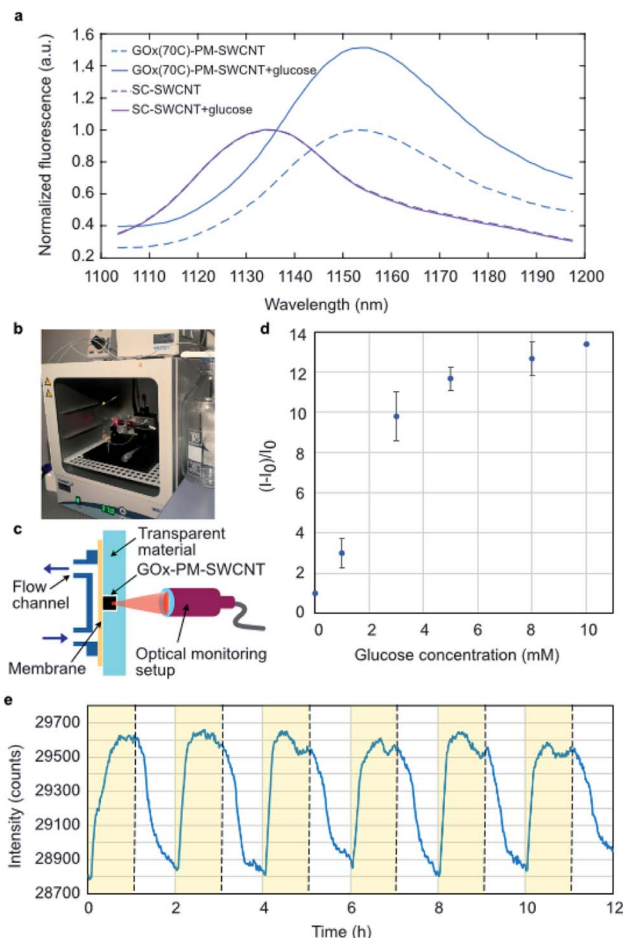 a
Normalized fluorescence (a.u.)
1.6
1.4
1.2
1.0
0.8
0.6
0.4
0.2
GOx(70C)-PM-SWCNT
GOx(70C)-PM-SWCNT+glucose
SC-SWCNT
SC-SWCNT+glucose
1100 1110 1120 1130 1140 1150 1160 1170 1180 1190 1200
Wavelength (nm)
b
c
Transparent
material
GOx-PM-SWCNT
Flow
channel
Membrane
Optical monitoring
setup
d
(I-I0)/I0
14
12
10
8
6
4
2
0
0 2 4 6 8 10
Glucose concentration (mM)
e
Intensity (counts)
29700
29500
29300
29100
28900
28700
0 2 4 6 8 10 12
Time (h)